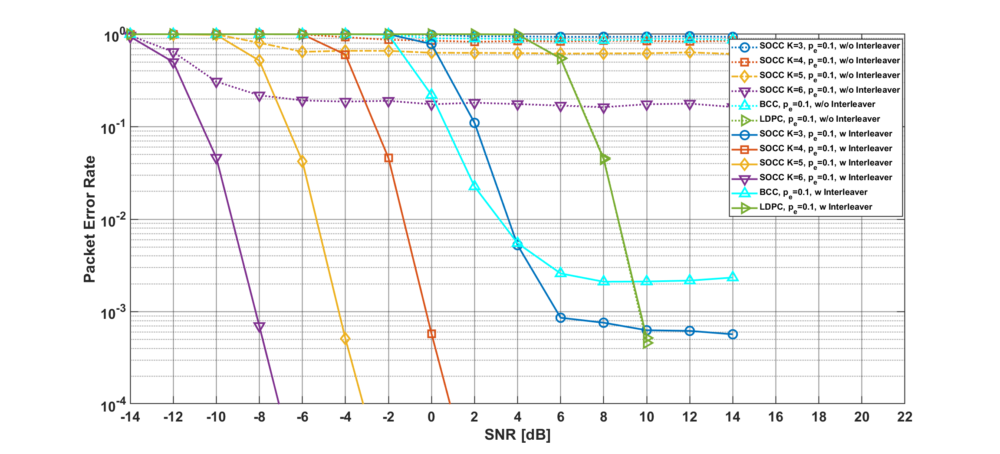 10^0
10^-1
10^-2
10^-3
10^-4
Packet Error Rate
-14 -12 -10 -8 -6 -4 -2 0 2 4 6 8 10 12 14 16 18 20 22
SNR [dB]
SOCC K=3, p_e=0.1, w/o Interleaver
SOCC K=4, p_e=0.1, w/o Interleaver
SOCC K=5, p_e=0.1, w/o Interleaver
SOCC K=6, p_e=0.1, w/o Interleaver
BCC, p_e=0.1, w/o Interleaver
LDPC, p_e=0.1, w/o Interleaver
SOCC K=3, p_e=0.1, w Interleaver
SOCC K=4, p_e=0.1, w Interleaver
SOCC K=5, p_e=0.1, w Interleaver
SOCC K=6, p_e=0.1, w Interleaver
BCC, p_e=0.1, w Interleaver
LDPC, p_e=0.1, w Interleaver